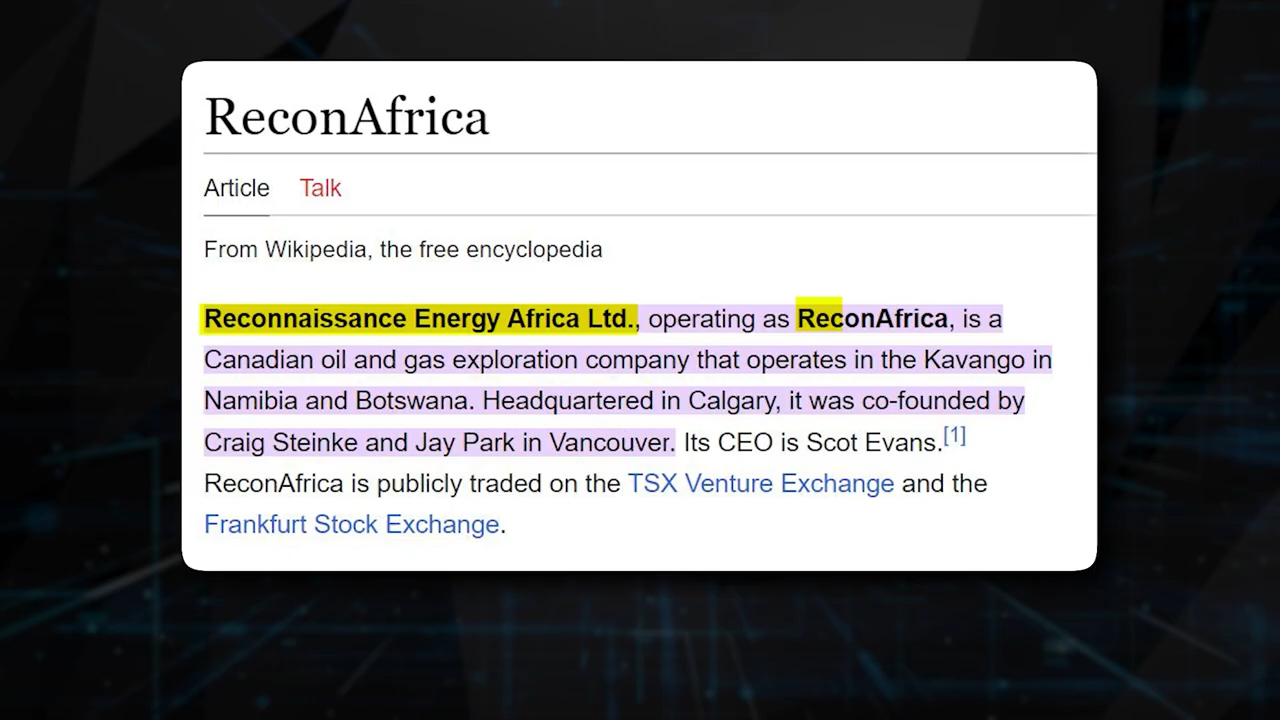 ReconAfrica
Article Talk
From Wikipedia, the free encyclopedia
Reconnaissance Energy Africa Ltd., operating as ReconAfrica, is a
Canadian oil and gas exploration company that operates in the Kavango in
Namibia and Botswana. Headquartered in Calgary, it was co-founded by
Craig Steinke and Jay Park in Vancouver. Its CEO is Scot Evans.[1]
ReconAfrica is publicly traded on the TSX Venture Exchange and the
Frankfurt Stock Exchange.